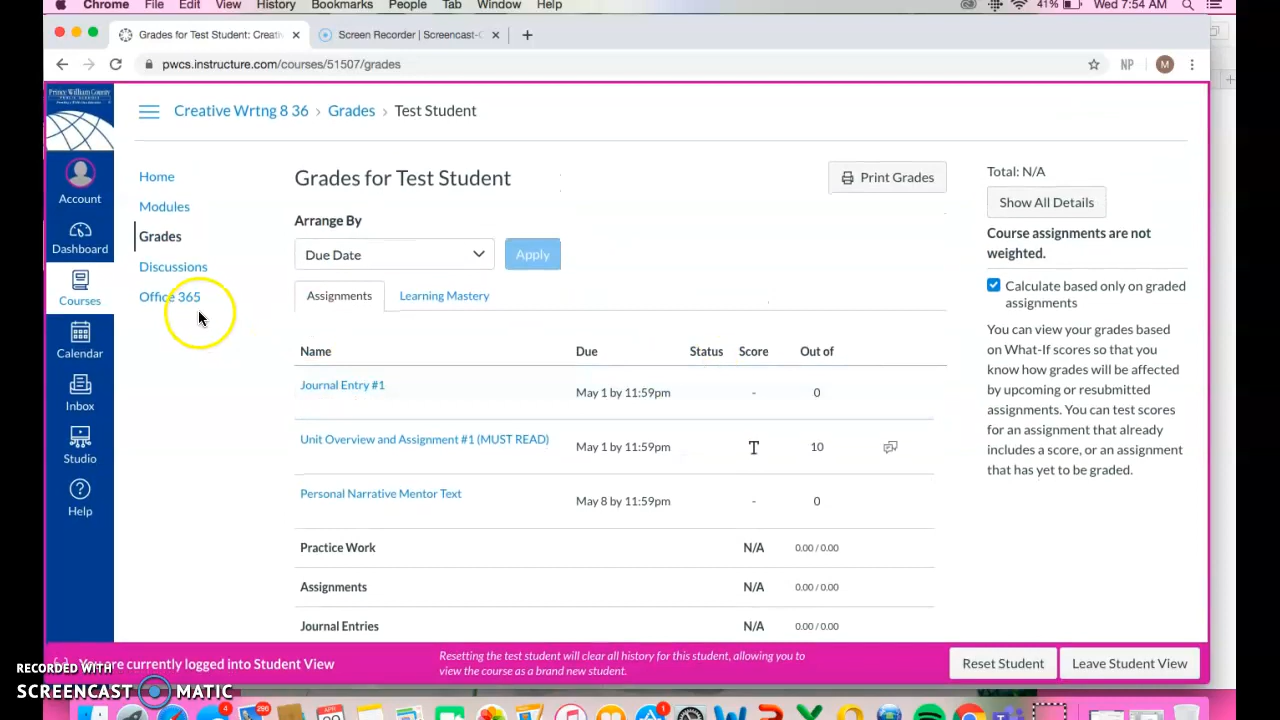 Chrome File Edit View History Bookmarks People Tab Window Help 41% Wed 7:54 AM
Grades for Test Student: Creati Screen Recorder | Screencast-
pwcs.instructure.com/courses/51507/grades NP M
Prince William County
Creative Wrtng 8 36 › Grades › Test Student
Home
Modules
Grades
Discussions
Office 365
Account
Dashboard
Courses
Calendar
Inbox
Studio
Help
Grades for Test Student
Print Grades
Arrange By
Due Date Apply
Assignments Learning Mastery
Name Due Status Score Out of
Journal Entry #1 May 1 by 11:59pm - 0
Unit Overview and Assignment #1 (MUST READ) May 1 by 11:59pm 10
Personal Narrative Mentor Text May 8 by 11:59pm - 0
Practice Work N/A 0.00 / 0.00
Assignments N/A 0.00 / 0.00
Journal Entries N/A 0.00 / 0.00
Total: N/A
Show All Details
Course assignments are not
weighted.
Calculate based only on graded
assignments
You can view your grades based
on What-If scores so that you
know how grades will be affected
by upcoming or resubmitted
assignments. You can test scores
for an assignment that already
includes a score, or an assignment
that has yet to be graded.
You are currently logged into Student View
Resetting the test student will clear all history for this student, allowing you to
view the course as a brand new student.
Reset Student Leave Student View
RECORDED WITH
SCREENCAST MATIC
4 296 APR 1